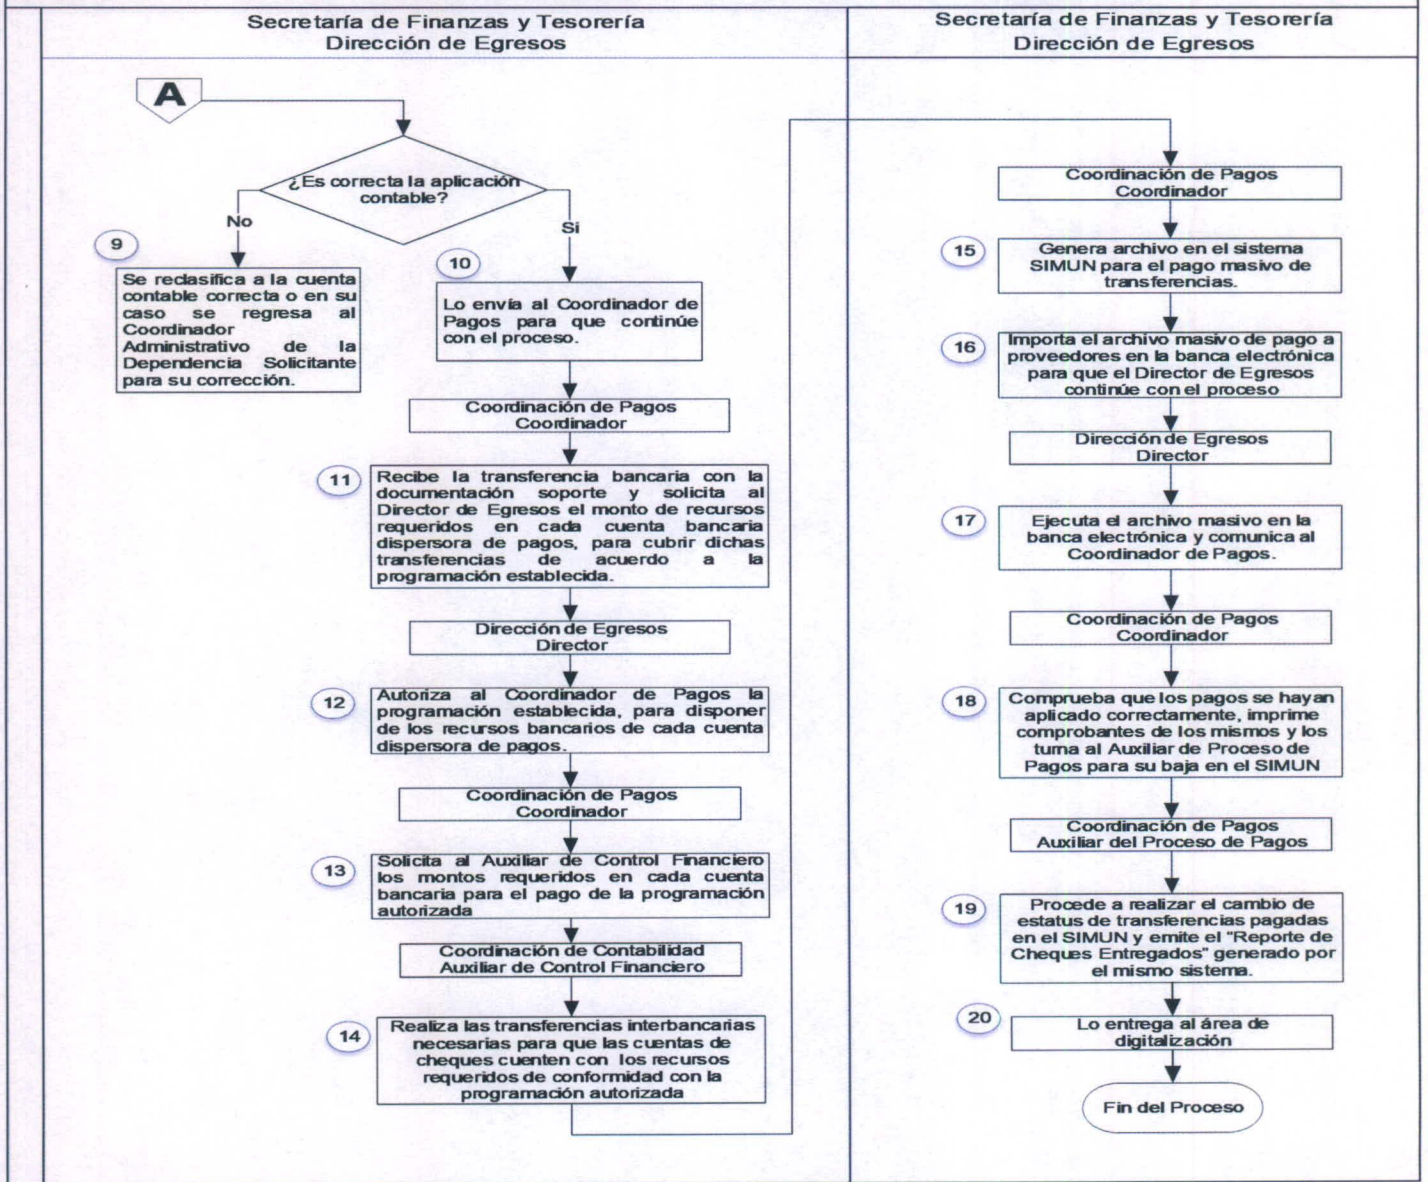 Secretaría de Finanzas y Tesorería
Dirección de Egresos
Secretaría de Finanzas y Tesorería
Dirección de Egresos
A
¿Es correcta la aplicación
contable?
No
Si
9
Se reclasifica a la cuenta
contable correcta o en su
caso se regresa al
Coordinador
Administrativo de la
Dependencia Solicitante
para su corrección.
10
Lo envía al Coordinador de
Pagos para que continúe
con el proceso.
Coordinación de Pagos
Coordinador
11
Recibe la transferencia bancaria con la
documentación soporte y solicita al
Director de Egresos el monto de recursos
requeridos en cada cuenta bancaria
dispersora de pagos, para cubrir dichas
transferencias de acuerdo a la
programación establecida.
Dirección de Egresos
Director
12
Autoriza al Coordinador de Pagos la
programación establecida, para disponer
de los recursos bancarios de cada cuenta
dispersora de pagos.
Coordinación de Pagos
Coordinador
13
Solicita al Auxiliar de Control Financiero
los montos requeridos en cada cuenta
bancaria para el pago de la programación
autorizada
Coordinación de Contabilidad
Auxiliar de Control Financiero
14
Realiza las transferencias interbancarias
necesarias para que las cuentas de
cheques cuenten con los recursos
requeridos de conformidad con la
programación autorizada
Coordinación de Pagos
Coordinador
15
Genera archivo en el sistema
SIMUN para el pago masivo de
transferencias.
16
Importa el archivo masivo de pago a
proveedores en la banca electrónica
para que el Director de Egresos
continúe con el proceso
Dirección de Egresos
Director
17
Ejecuta el archivo masivo en la
banca electrónica y comunica al
Coordinador de Pagos.
Coordinación de Pagos
Coordinador
18
Comprueba que los pagos se hayan
aplicado correctamente, imprime
comprobantes de los mismos y los
turna al Auxiliar de Proceso de
Pagos para su baja en el SIMUN
Coordinación de Pagos
Auxiliar del Proceso de Pagos
19
Procede a realizar el cambio de
estatus de transferencias pagadas
en el SIMUN y emite el "Reporte de
Cheques Entregados" generado por
el mismo sistema.
20
Lo entrega al área de
digitalización
Fin del Proceso